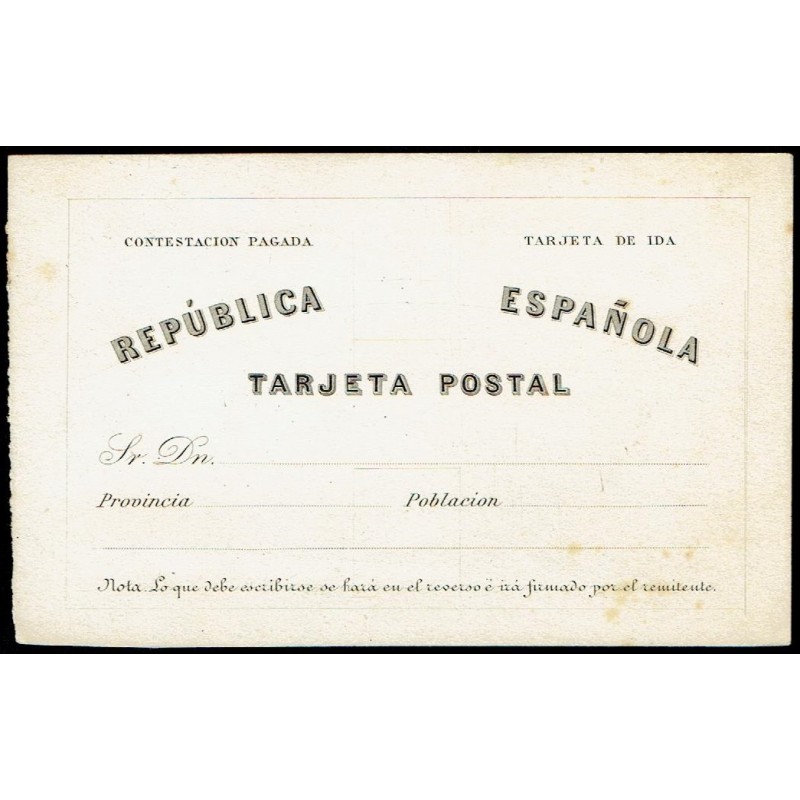 CONTESTACION PAGADA TARJETA DE IDA
REPÚBLICA ESPAÑOLA
TARJETA POSTAL
Sr. Dn.
Provincia Poblacion
Nota. Lo que debe escribirse se hará en el reverso é irá firmado por el remitente.